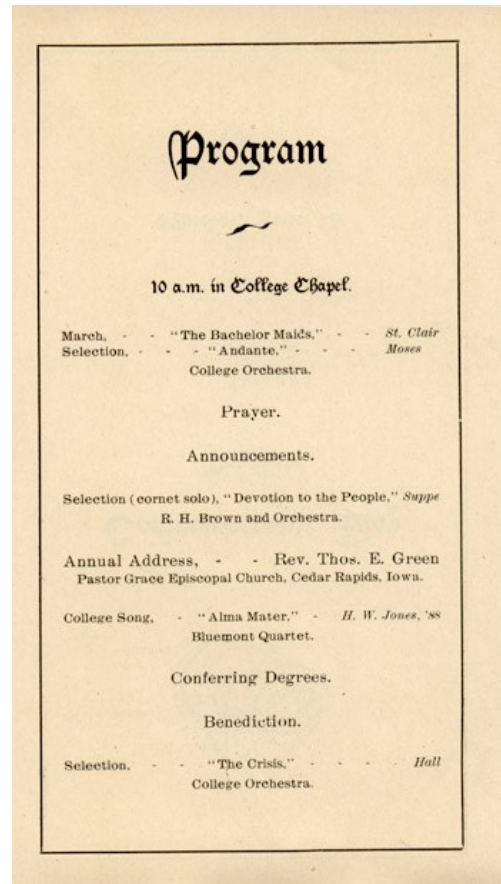 Program
10 a.m. in College Chapel.
March, - - "The Bachelor Maids," - - St. Clair
Selection, - - - "Andante," - - - Moses
College Orchestra.
Prayer.
Announcements.
Selection (cornet solo), "Devotion to the People," Suppe
R. H. Brown and Orchestra.
Annual Address, - - Rev. Thos. E. Green
Pastor Grace Episcopal Church, Cedar Rapids, Iowa.
College Song, - "Alma Mater," - H. W. Jones, '88
Bluemont Quartet.
Conferring Degrees.
Benediction.
Selection, - - "The Crisis," - - - - Hall
College Orchestra.